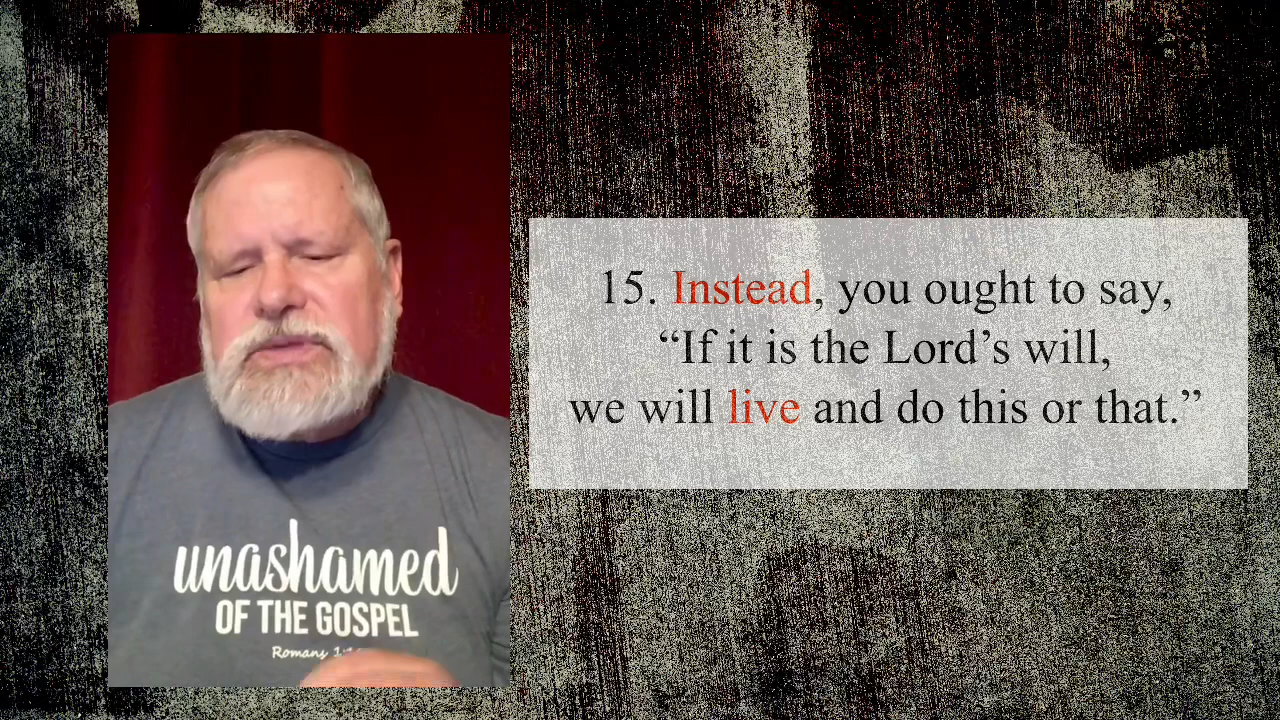 15. Instead, you ought to say,
“If it is the Lord’s will,
we will live and do this or that.”
unashamed
OF THE GOSPEL
Romans